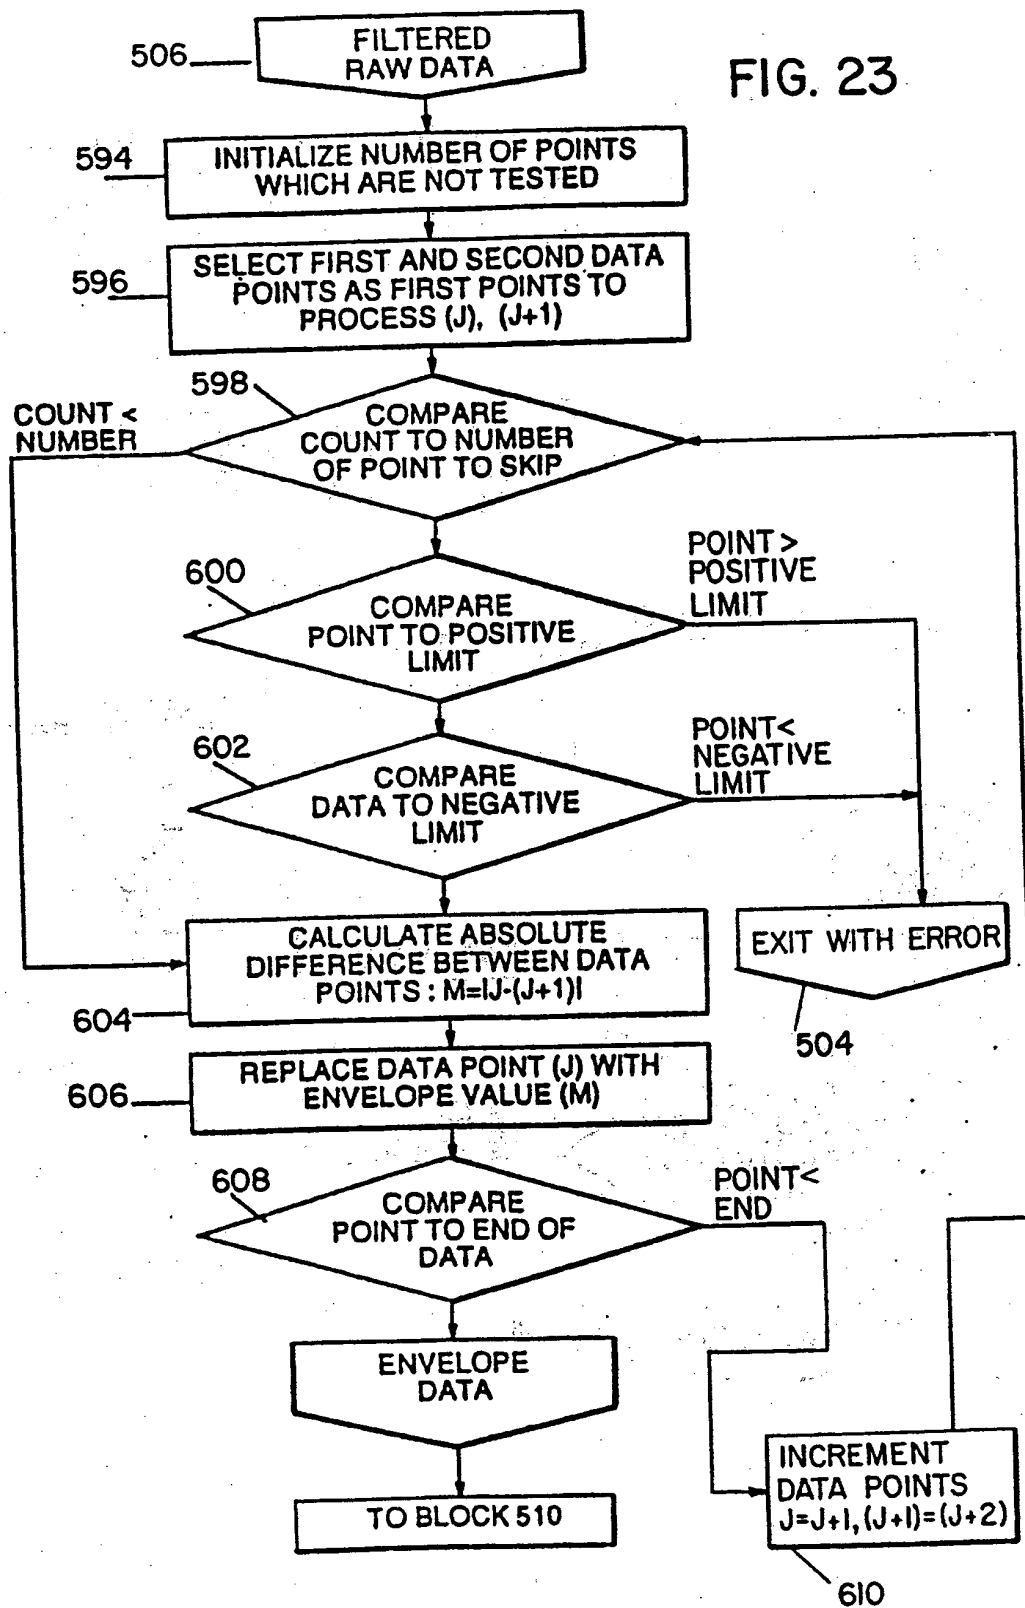 FIG. 23
506
FILTERED
RAW DATA
594
INITIALIZE NUMBER OF POINTS
WHICH ARE NOT TESTED
596
SELECT FIRST AND SECOND DATA
POINTS AS FIRST POINTS TO
PROCESS (J), (J+1)
598
COUNT <
NUMBER
COMPARE
COUNT TO NUMBER
OF POINT TO SKIP
600
COMPARE
POINT TO POSITIVE
LIMIT
POINT >
POSITIVE
LIMIT
602
COMPARE
DATA TO NEGATIVE
LIMIT
POINT<
NEGATIVE
LIMIT
EXIT WITH ERROR
504
CALCULATE ABSOLUTE
DIFFERENCE BETWEEN DATA
POINTS : M=|J-(J+1)|
604
REPLACE DATA POINT (J) WITH
ENVELOPE VALUE (M)
606
608
COMPARE
POINT TO END OF
DATA
POINT<
END
ENVELOPE
DATA
INCREMENT
DATA POINTS
J=J+1, (J+1)=(J+2)
610
TO BLOCK 510